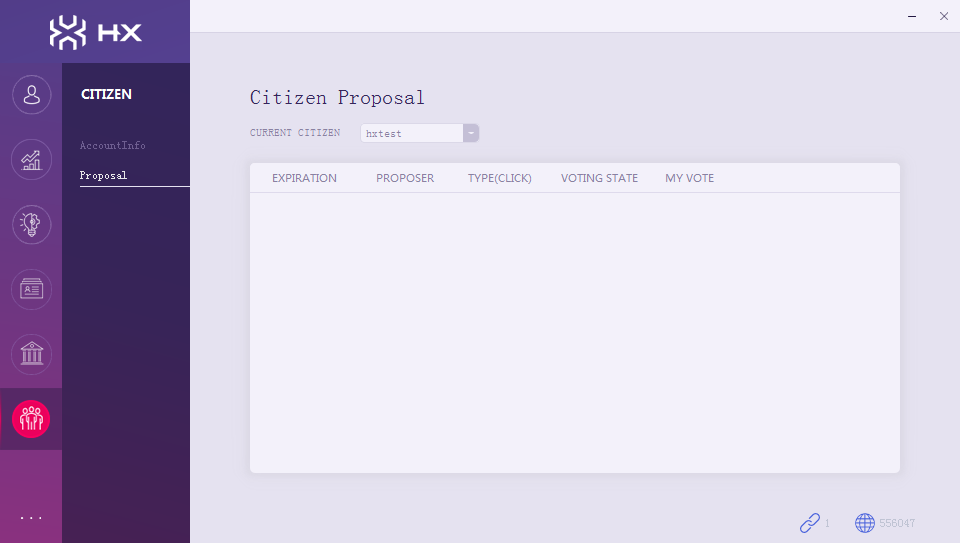 HX
CITIZEN
AccountInfo
Proposal
...
Citizen Proposal
CURRENT CITIZEN hxtest
EXPIRATION PROPOSER TYPE(CLICK) VOTING STATE MY VOTE
1 556047